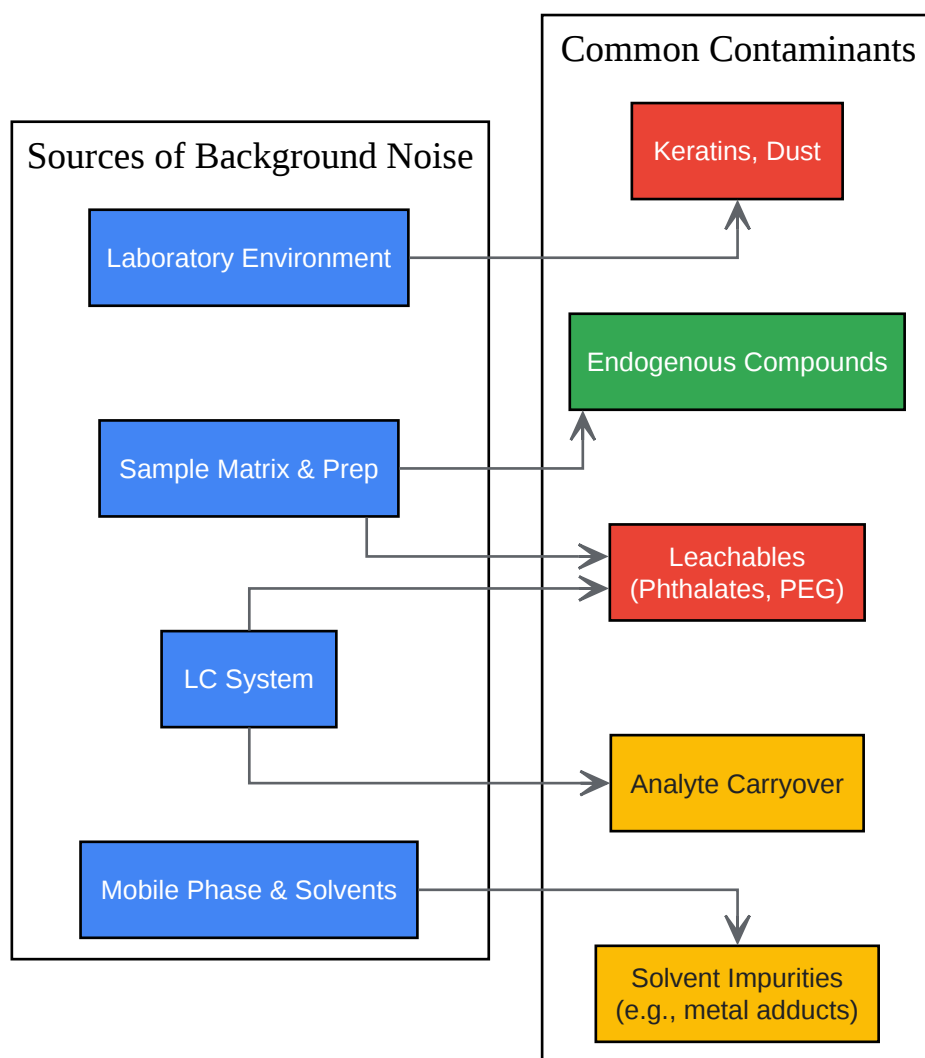 Sources of Background Noise
Laboratory Environment
Sample Matrix & Prep
LC System
Mobile Phase & Solvents
Common Contaminants
Keratins, Dust
Endogenous Compounds
Leachables
(Phthalates, PEG)
Analyte Carryover
Solvent Impurities
(e.g., metal adducts)